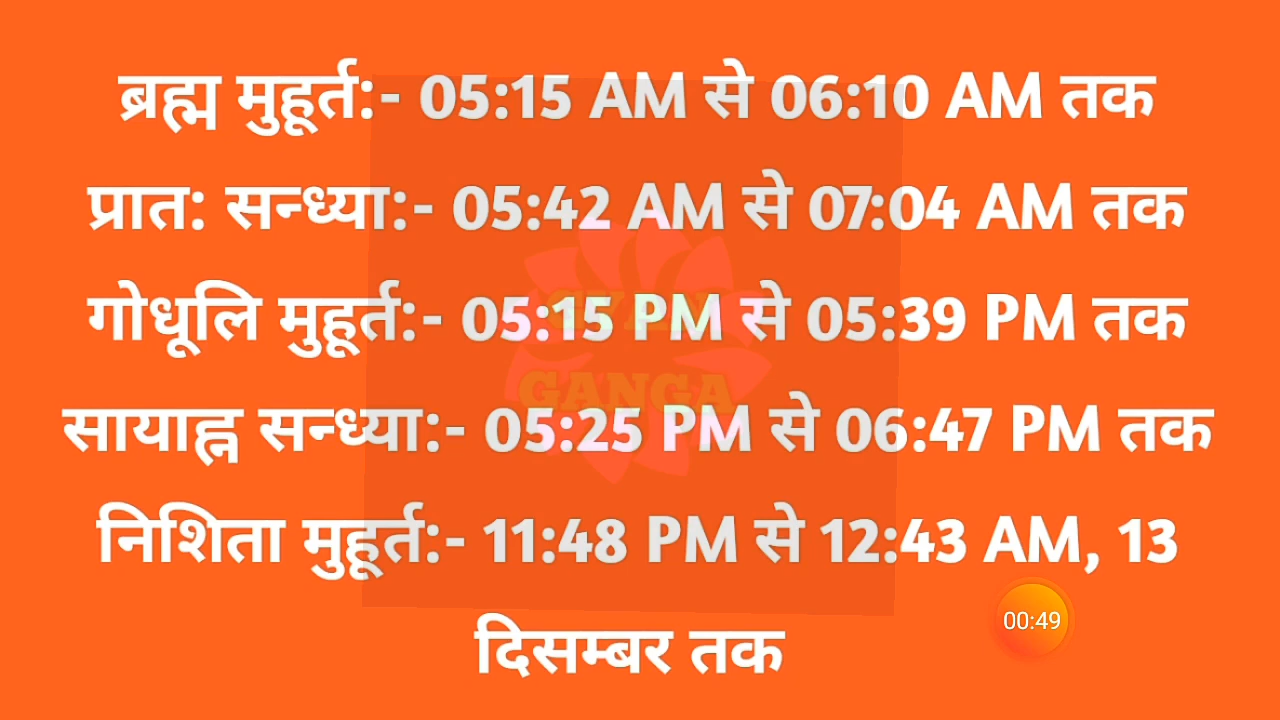 ब्रह्म मुहूर्त:- 05:15 AM से 06:10 AM तक
प्रात: सन्ध्या:- 05:42 AM से 07:04 AM तक
गोधूलि मुहूर्त:- 05:15 PM से 05:39 PM तक
GYAN
GANGA
सायाह्न सन्ध्या:- 05:25 PM से 06:47 PM तक
निशिता मुहूर्त:- 11:48 PM से 12:43 AM, 13
00:49
दिसम्बर तक